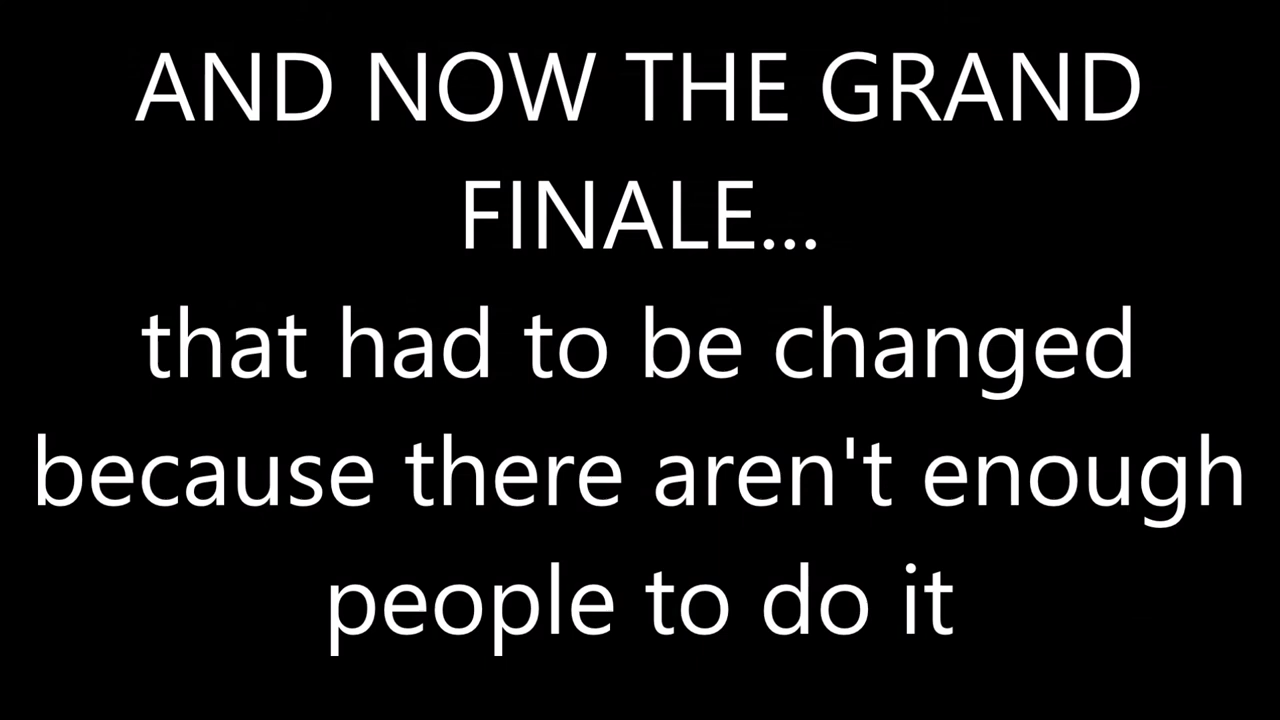 AND NOW THE GRAND
FINALE...
that had to be changed
because there aren't enough
people to do it